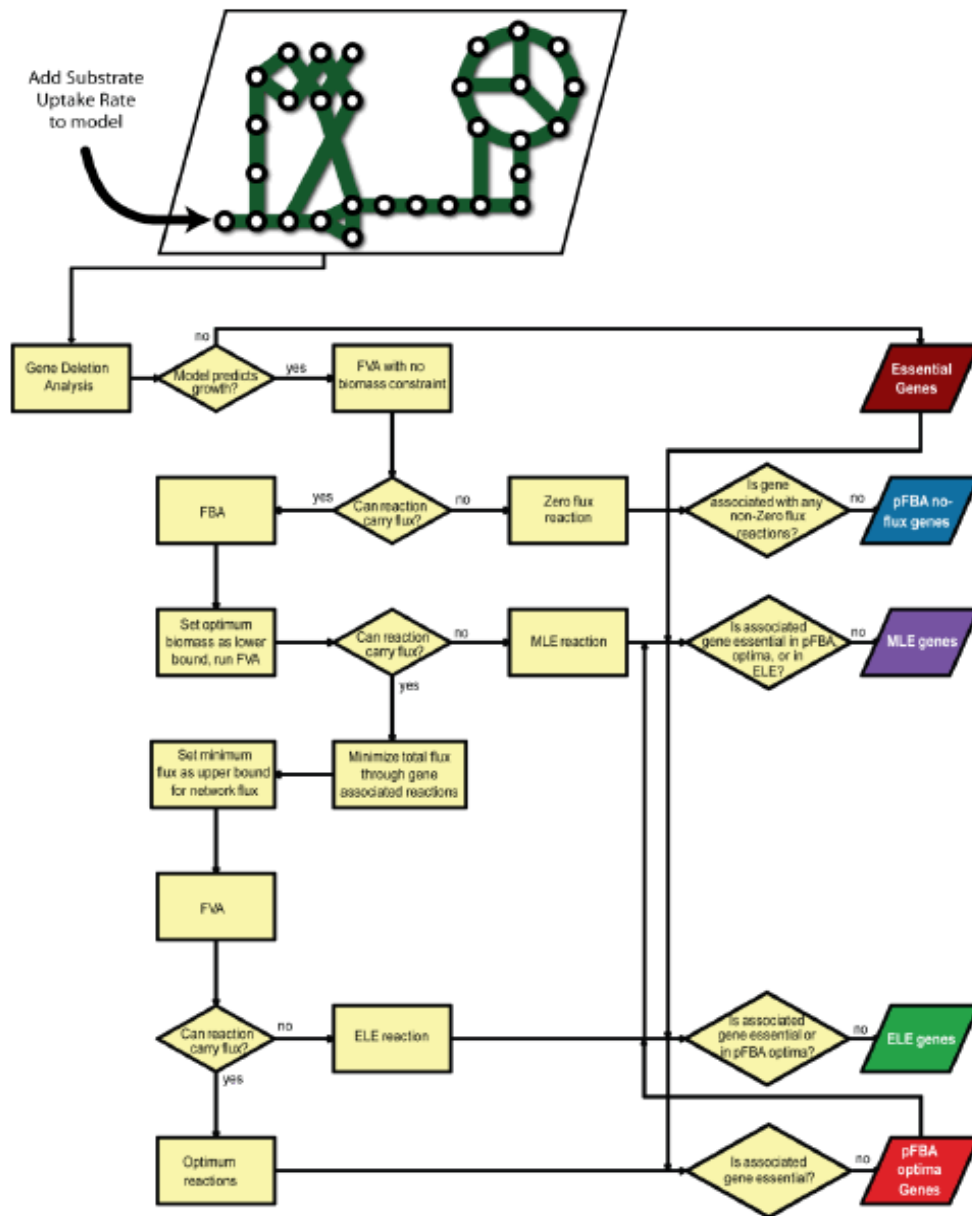 Add Substrate
Uptake Rate
to model
no
Gene Deletion
Analysis
Model predicts
growth?
yes
FVA with no
biomass constraint
Essential
Genes
FBA
yes
Can reaction
carry flux?
no
Zero flux
reaction
Is gene
associated with any
non-Zero flux
reactions?
no
pFBA no-
flux genes
Set optimum
biomass as lower
bound, run FVA
Can reaction
carry flux?
no
MLE reaction
Is associated
gene essential in pFBA,
optima, or in
ELE?
no
MLE genes
yes
Set minimum
flux as upper bound
for network flux
Minimize total flux
through gene
associated reactions
FVA
Can reaction
carry flux?
no
ELE reaction
Is associated
gene essential or
in pFBA optima?
no
ELE genes
yes
Optimum
reactions
Is associated
gene essential?
no
pFBA
optima
Genes